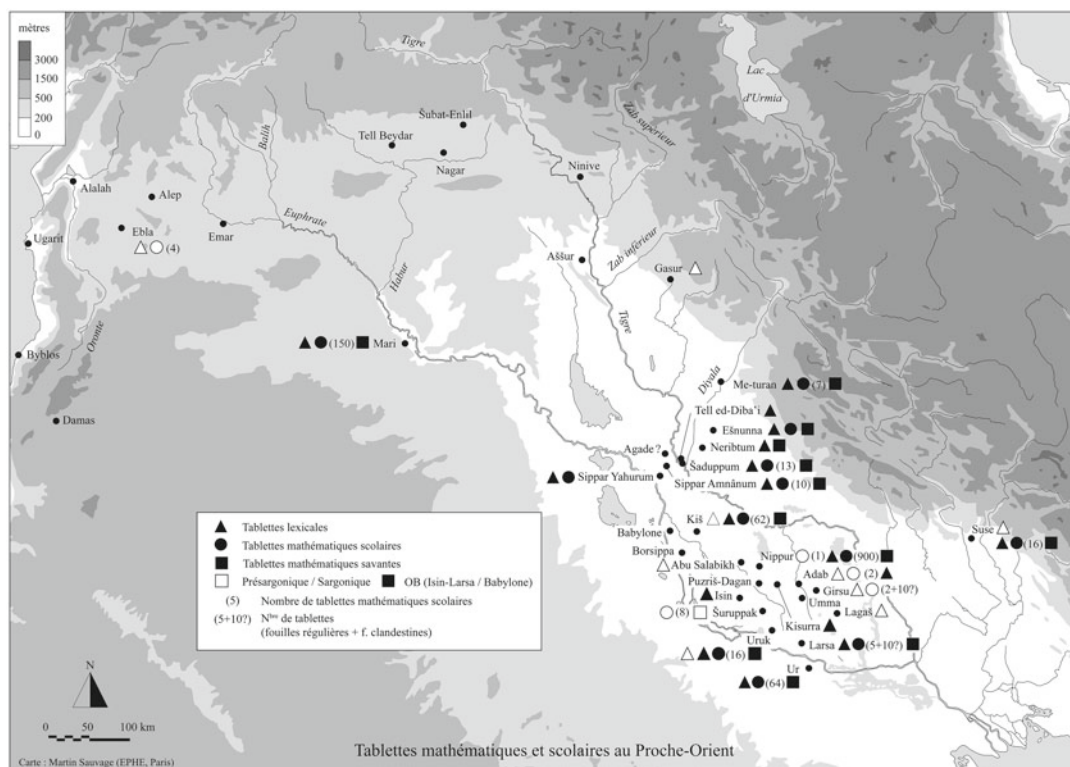 mètres
3000
1500
500
200
0
Tigre
Lac
d'Urmia
Zab supérieur
Šubat-Enlil
Tell Beydar
Nagar
Balih
Ninive
Alalah
Alep
Ebla
(4)
Emar
Euphrate
Habur
Ugarit
Oronte
Byblos
Damas
Aššur
Zab inférieur
Gasur
Tigre
(150) Mari
Diyala
Me-turan (7)
Tell ed-Diba'i
Ešnunna
Neribtum
Agade ?
Šaduppum (13)
Sippar Yahurum
Sippar Amnânum (10)
Kiš (62)
Babylone
Borsippa
Abu Salabikh
Nippur (1) (900)
Suse
(16)
Adab (2)
Puzriš-Dagan
Girsu (2+10?)
Isin
Umma
Lagaš
(8) Šuruppak
Kisurra
Uruk
(16)
Larsa (5+10?)
Ur
(64)
Tablettes lexicales
Tablettes mathématiques scolaires
Tablettes mathématiques savantes
Présargonique / Sargonique OB (Isin-Larsa / Babylone)
(5) Nombre de tablettes mathématiques scolaires
(5+10?) Nbre de tablettes
(fouilles régulières + f. clandestines)
N
0 50 100 km
Tablettes mathématiques et scolaires au Proche-Orient
Carte : Martin Sauvage (EPHE, Paris)